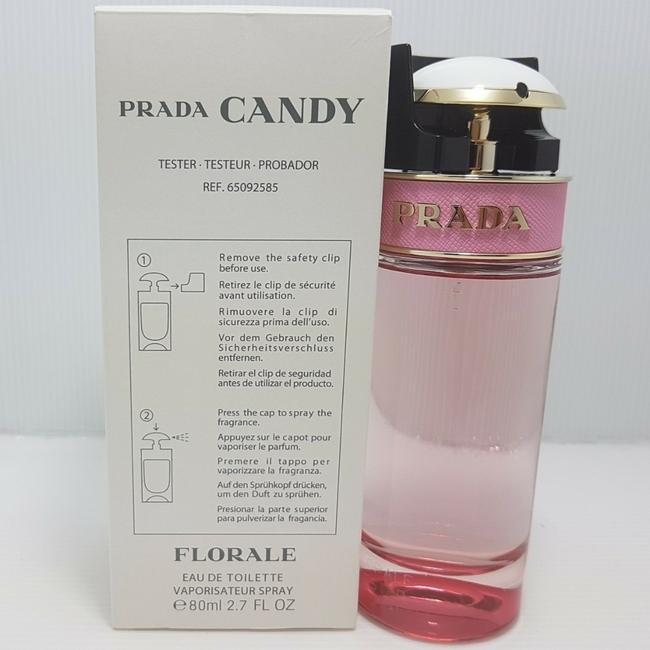 PRADA CANDY
TESTER · TESTEUR · PROBADOR
REF. 65092585
1
Remove the safety clip
before use.
Retirez le clip de sécurité
avant utilisation.
Rimuovere la clip di
sicurezza prima dell'uso.
Vor dem Gebrauch den
Sicherheitsverschluss
entfernen.
Retirar el clip de seguridad
antes de utilizar el producto.
2
Press the cap to spray the
fragrance.
Appuyez sur le capot pour
vaporiser le parfum.
Premere il tappo per
vaporizzare la fragranza.
Auf den Sprühkopf drücken,
um den Duft zu sprühen.
Presionar la parte superior
para pulverizar la fragancia.
FLORALE
EAU DE TOILETTE
VAPORISATEUR SPRAY
℮80ml 2.7 FL OZ
PRADA